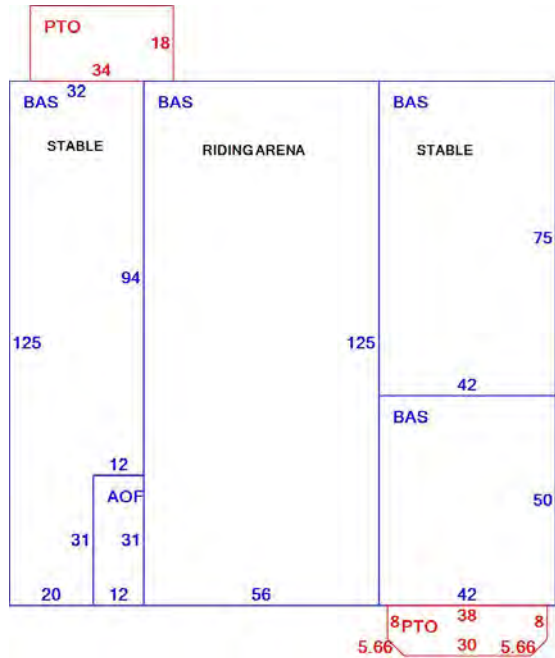 PTO
18
34
32
BAS
BAS
BAS
STABLE
RIDING ARENA
STABLE
75
94
125
125
42
BAS
12
AOF
50
31
31
20
12
56
42
38
8
PTO
8
5.66
30
5.66